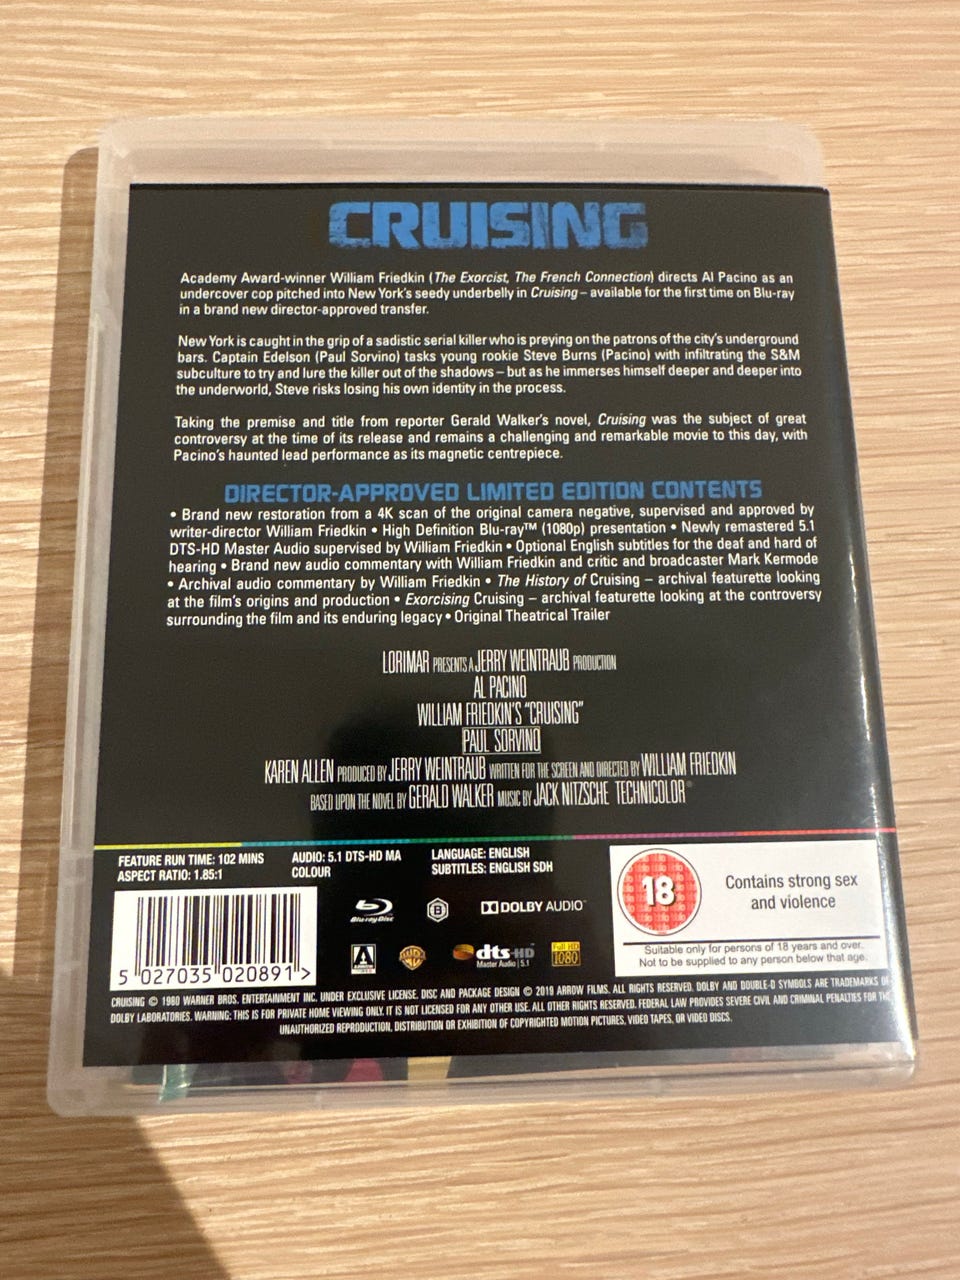 CRUISING
Academy Award-winner William Friedkin (The Exorcist, The French Connection) directs Al Pacino as an
undercover cop pitched into New York's seedy underbelly in Cruising – available for the first time on Blu-ray
in a brand new director-approved transfer.
New York is caught in the grip of a sadistic serial killer who is preying on the patrons of the city's underground
bars. Captain Edelson (Paul Sorvino) tasks young rookie Steve Burns (Pacino) with infiltrating the S&M
subculture to try and lure the killer out of the shadows – but as he immerses himself deeper and deeper into
the underworld, Steve risks losing his own identity in the process.
Taking the premise and title from reporter Gerald Walker's novel, Cruising was the subject of great
controversy at the time of its release and remains a challenging and remarkable movie to this day, with
Pacino's haunted lead performance as its magnetic centrepiece.
DIRECTOR-APPROVED LIMITED EDITION CONTENTS
• Brand new restoration from a 4K scan of the original camera negative, supervised and approved by
writer-director William Friedkin • High Definition Blu-ray™ (1080p) presentation • Newly remastered 5.1
DTS-HD Master Audio supervised by William Friedkin • Optional English subtitles for the deaf and hard of
hearing • Brand new audio commentary with William Friedkin and critic and broadcaster Mark Kermode
• Archival audio commentary by William Friedkin • The History of Cruising – archival featurette looking
at the film's origins and production • Exorcising Cruising – archival featurette looking at the controversy
surrounding the film and its enduring legacy • Original Theatrical Trailer
LORIMAR PRESENTS A JERRY WEINTRAUB PRODUCTION
AL PACINO
WILLIAM FRIEDKIN'S "CRUISING"
PAUL SORVINO
KAREN ALLEN PRODUCED BY JERRY WEINTRAUB WRITTEN FOR THE SCREEN AND DIRECTED BY WILLIAM FRIEDKIN
BASED UPON THE NOVEL BY GERALD WALKER MUSIC BY JACK NITZSCHE TECHNICOLOR®
FEATURE RUN TIME: 102 MINS
ASPECT RATIO: 1.85:1
AUDIO: 5.1 DTS-HD MA
COLOUR
LANGUAGE: ENGLISH
SUBTITLES: ENGLISH SDH
18
Contains strong sex
and violence
Suitable only for persons of 18 years and over.
Not to be supplied to any person below that age.
Blu-ray Disc
B
DOLBY AUDIO™
ARROW
dts-HD
Master Audio | 5.1
Full HD
1080
5 027035 020891 >
CRUISING © 1980 WARNER BROS. ENTERTAINMENT INC. UNDER EXCLUSIVE LICENSE. DISC AND PACKAGE DESIGN © 2019 ARROW FILMS. ALL RIGHTS RESERVED. DOLBY AND DOUBLE-D SYMBOLS ARE TRADEMARKS OF
DOLBY LABORATORIES. WARNING: THIS IS FOR PRIVATE HOME VIEWING ONLY. IT IS NOT LICENSED FOR ANY OTHER USE. ALL OTHER RIGHTS RESERVED. FEDERAL LAW PROVIDES SEVERE CIVIL AND CRIMINAL PENALTIES FOR THE
UNAUTHORIZED REPRODUCTION, DISTRIBUTION OR EXHIBITION OF COPYRIGHTED MOTION PICTURES, VIDEO TAPES, OR VIDEO DISCS.